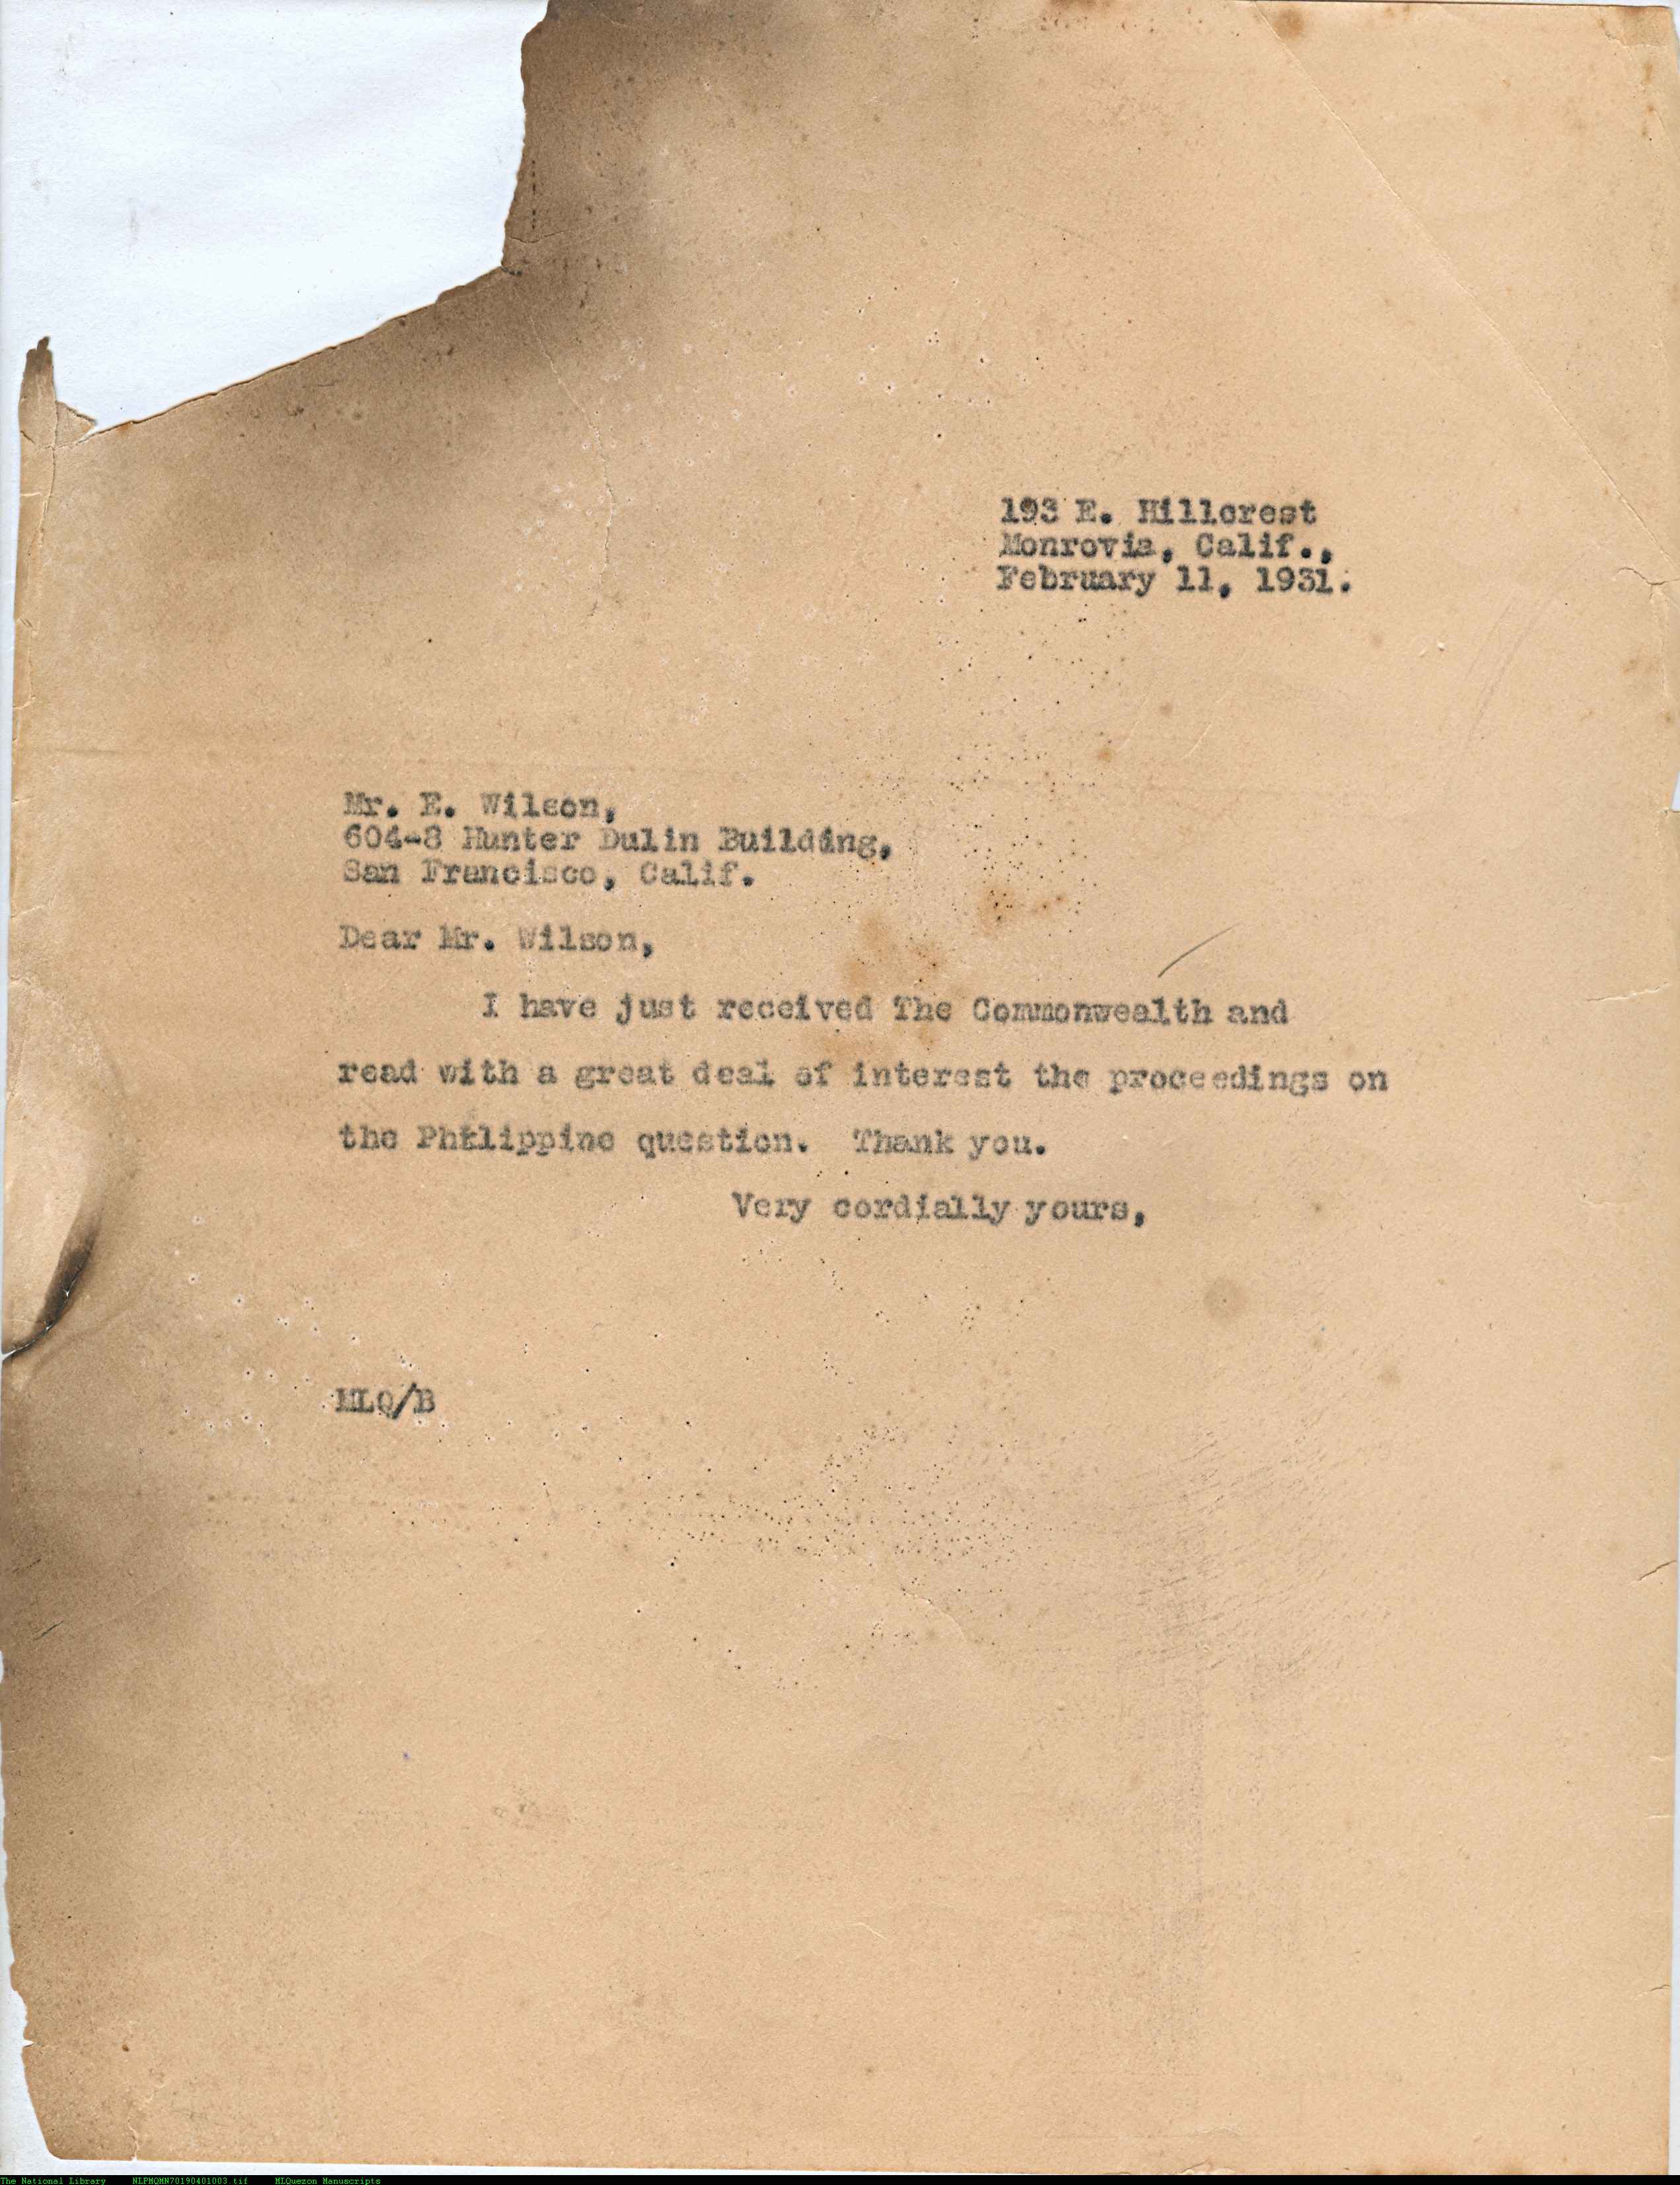 193 E. Hillcrest
Monrovia, Calif.,
February 11, 1931.
Mr. E. Wilson,
604-8 Hunter Dulin Building,
San Francisco, Calif.
Dear Mr. Wilson,
I have just received The Commonwealth and
read with a great deal of interest the proceedings on
the Philippine question. Thank you.
Very cordially yours,
MLQ/B
The National Library NLPMQMN70190401003.tif MLQuezon Manuscripts